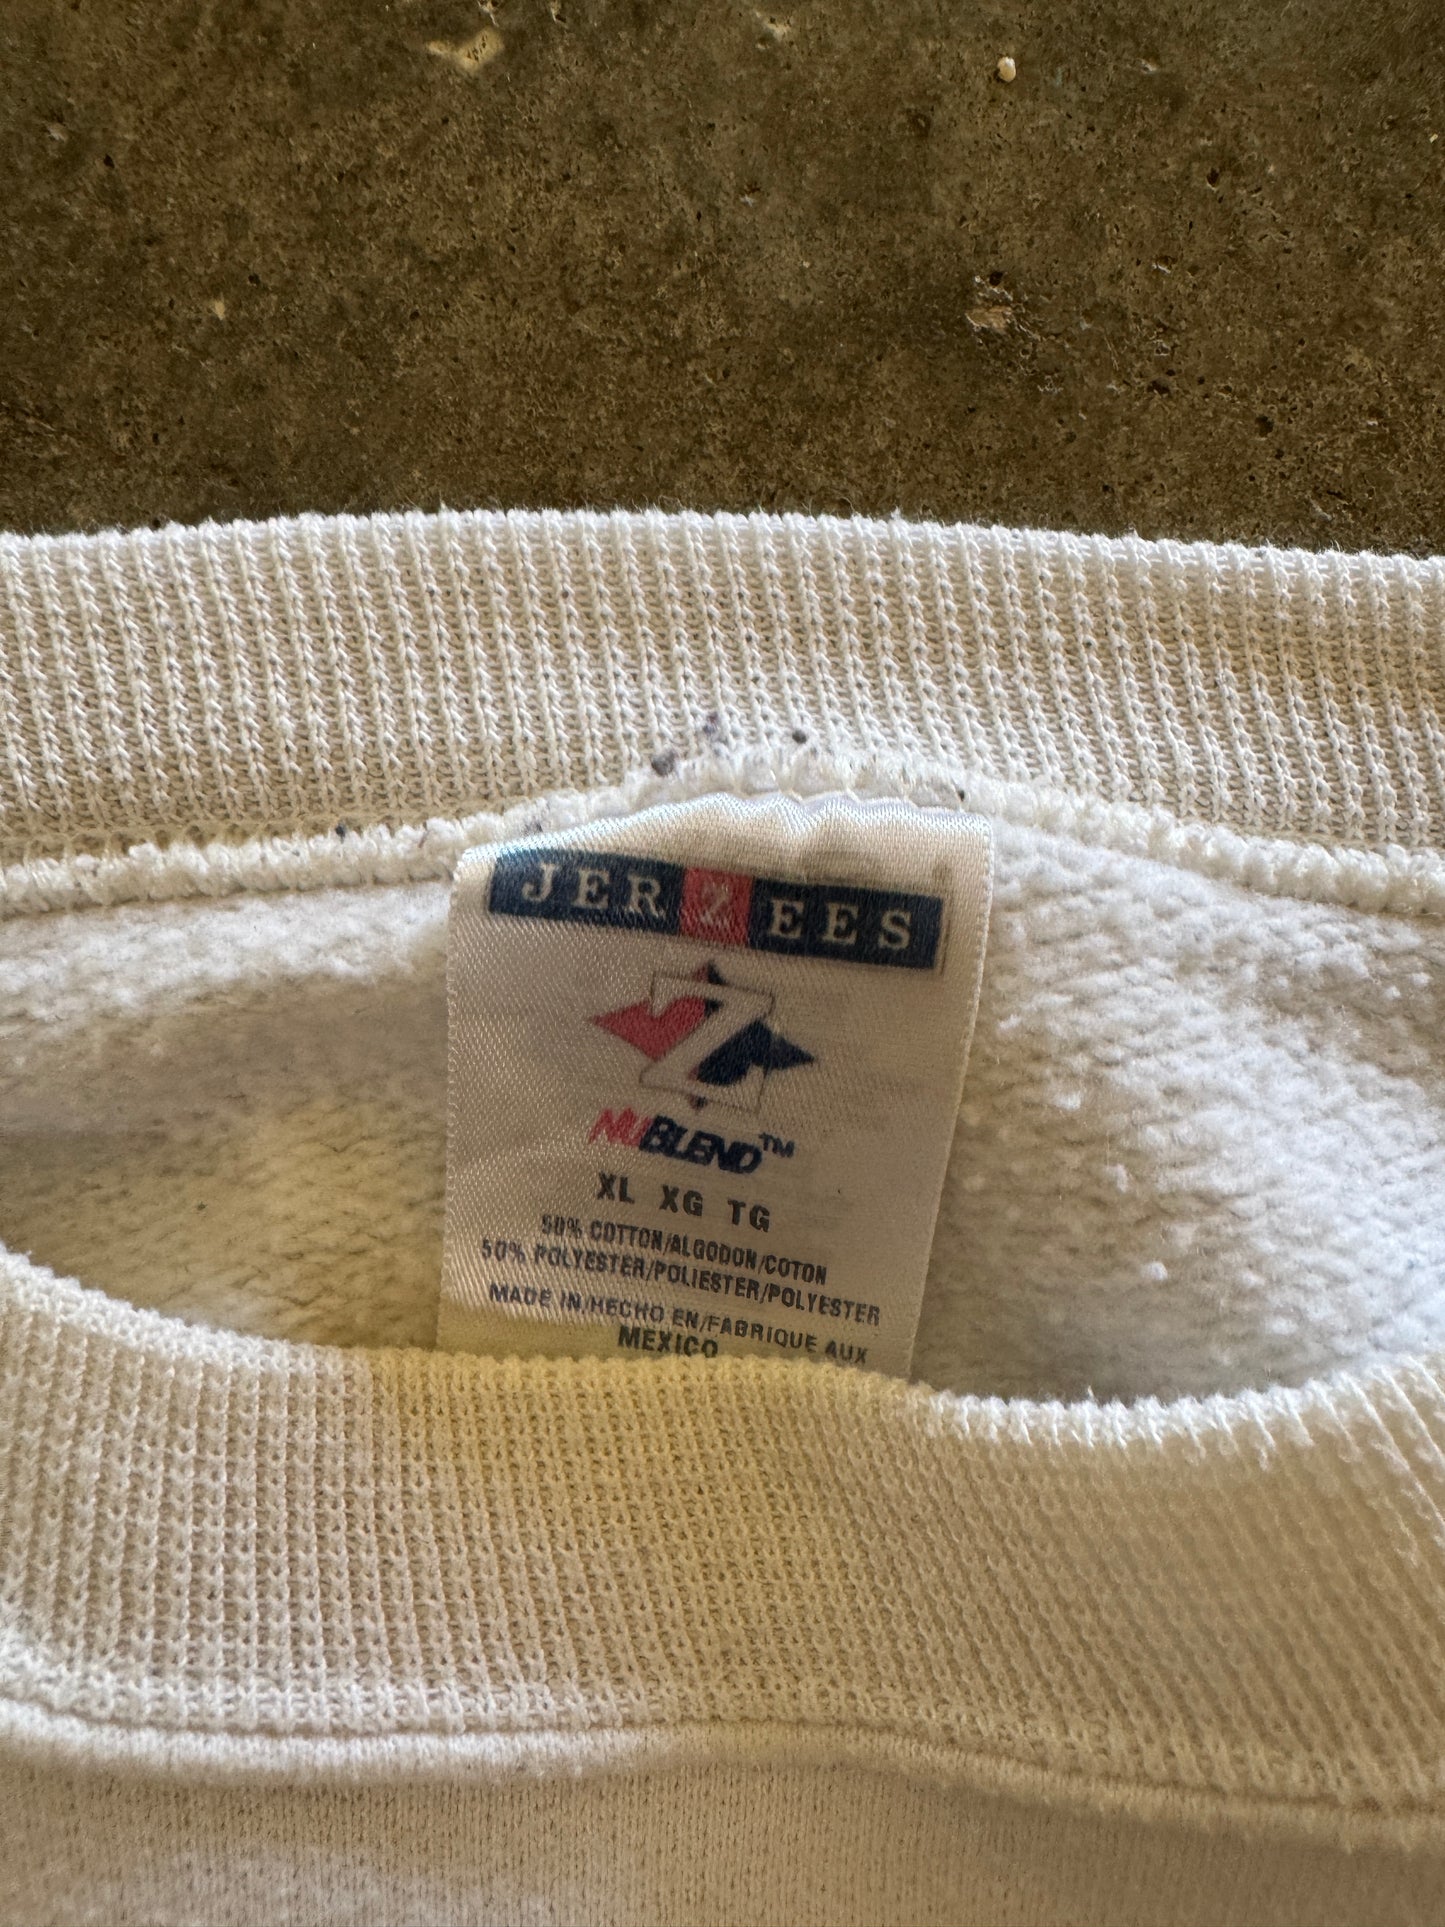 JERZEES
Z
NUBLEND™
XL XG TG
50% COTTON/ALGODON/COTON
50% POLYESTER/POLIESTER/POLYESTER
MADE IN/HECHO EN/FABRIQUE AUX
MEXICO